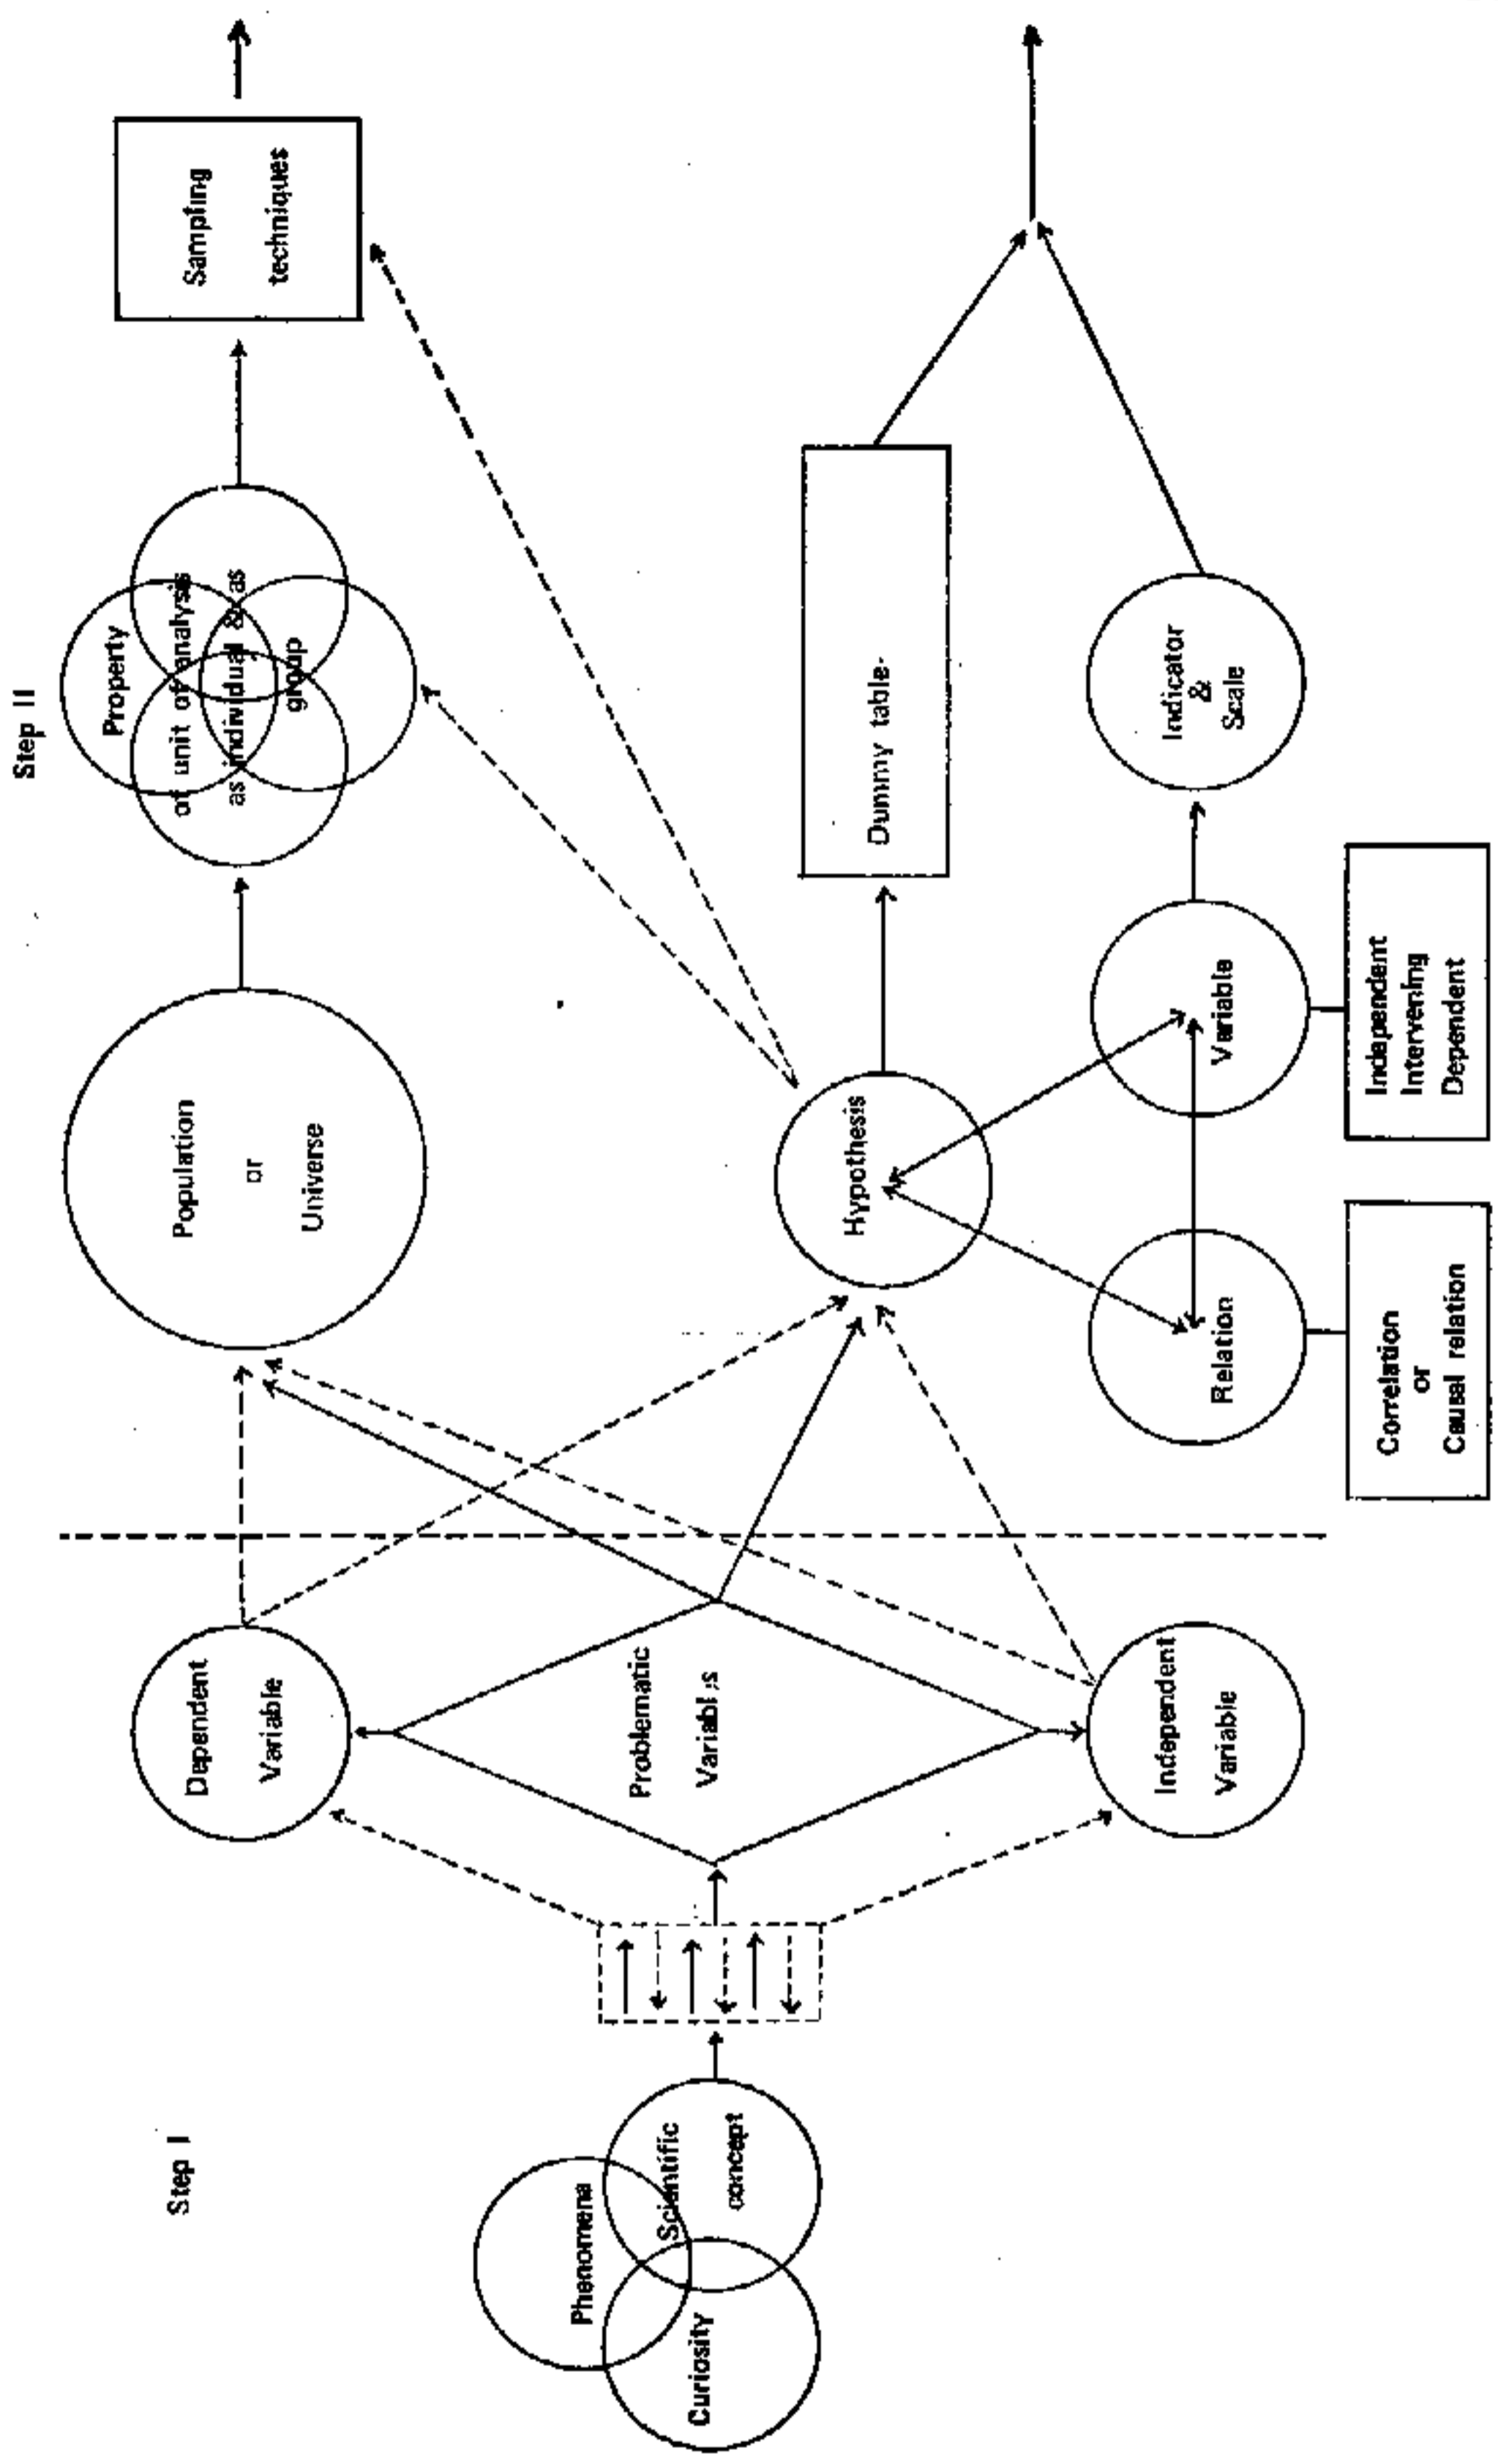 Step I
Phenomena
Curiosity
Scientific
concept
Dependent
Variable
Problematic
Variables
Independent
Variable
Step II
Population
or
Universe
Property
of unit of analysis
as individual & as
group
Sampling
techniques
Hypothesis
Dummy table-
Relation
Variable
Indicator
&
Scale
Correlation
or
Causal relation
Independent
Intervening
Dependent